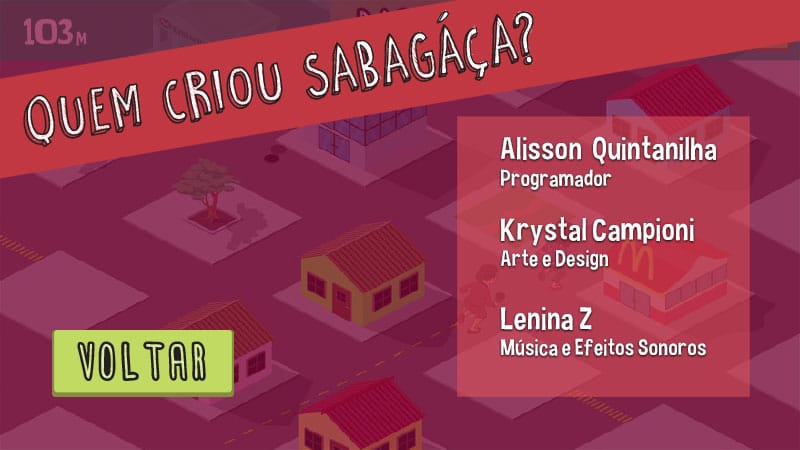 103M
QUEM CRIOU SABAGÁÇA?
Alisson Quintanilha
Programador
Krystal Campioni
Arte e Design
Lenina Z
Música e Efeitos Sonoros
VOLTAR